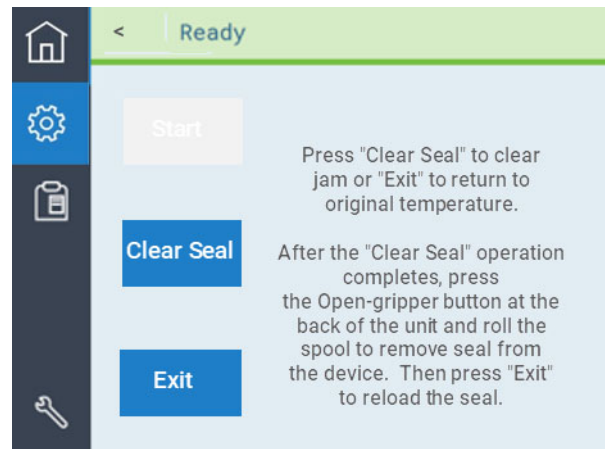 < Ready
Start
Press "Clear Seal" to clear
jam or "Exit" to return to
original temperature.
Clear Seal
After the "Clear Seal" operation
completes, press
the Open-gripper button at the
back of the unit and roll the
spool to remove seal from
the device. Then press "Exit"
to reload the seal.
Exit